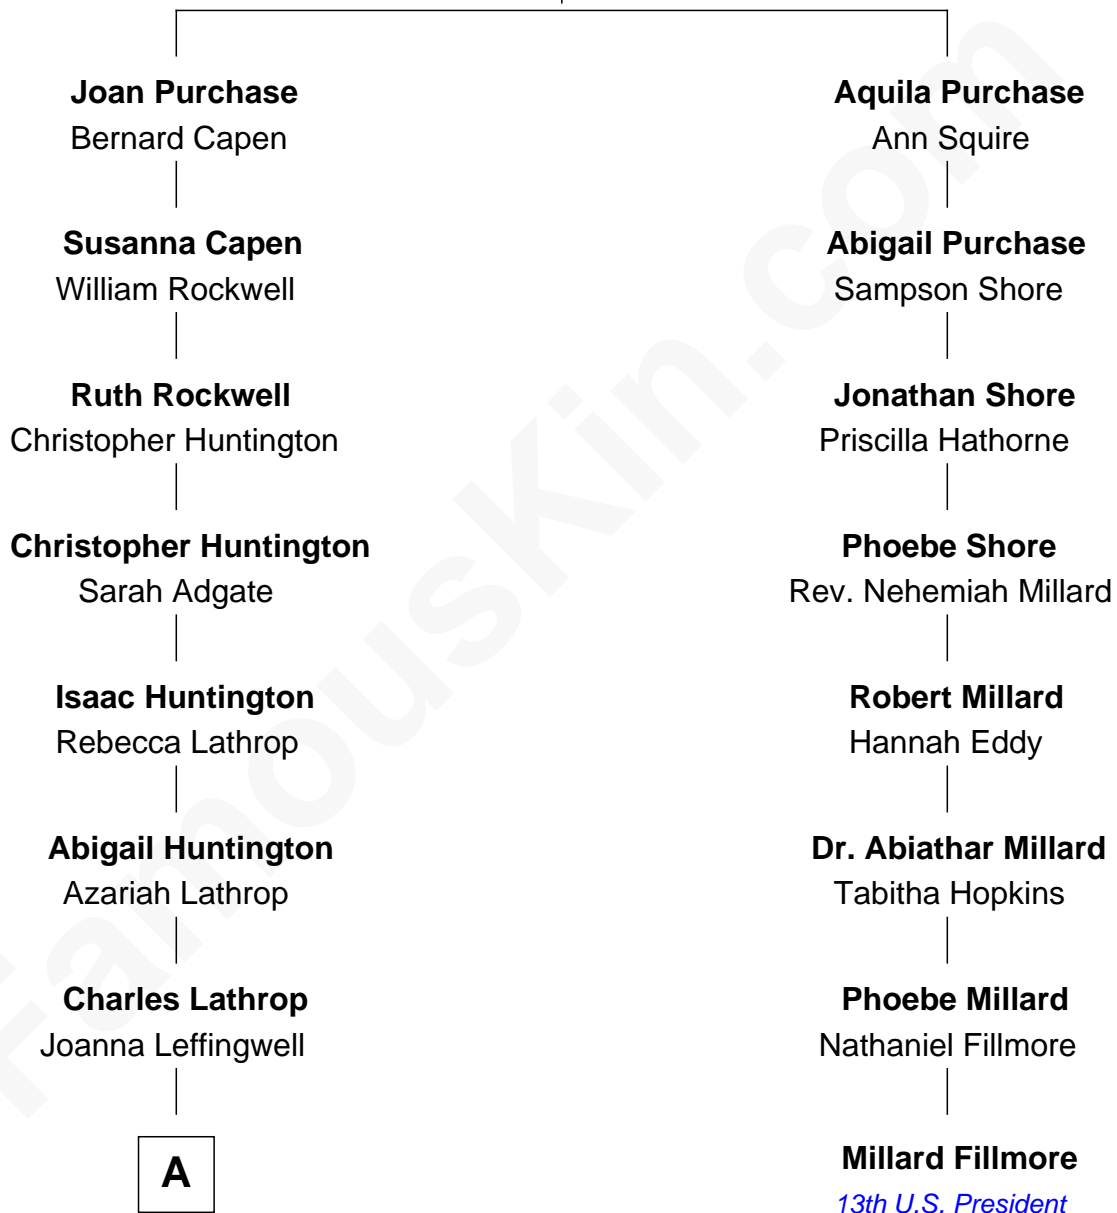 Joan Purchase
Bernard Capen
Susanna Capen
William Rockwell
Ruth Rockwell
Christopher Huntington
Christopher Huntington
Sarah Adgate
Isaac Huntington
Rebecca Lathrop
Abigail Huntington
Azariah Lathrop
Charles Lathrop
Joanna Leffingwell
A
Aquila Purchase
Ann Squire
Abigail Purchase
Sampson Shore
Jonathan Shore
Priscilla Hathorne
Phoebe Shore
Rev. Nehemiah Millard
Robert Millard
Hannah Eddy
Dr. Abiathar Millard
Tabitha Hopkins
Phoebe Millard
Nathaniel Fillmore
Millard Fillmore
13th U.S. President
FamousKin.com